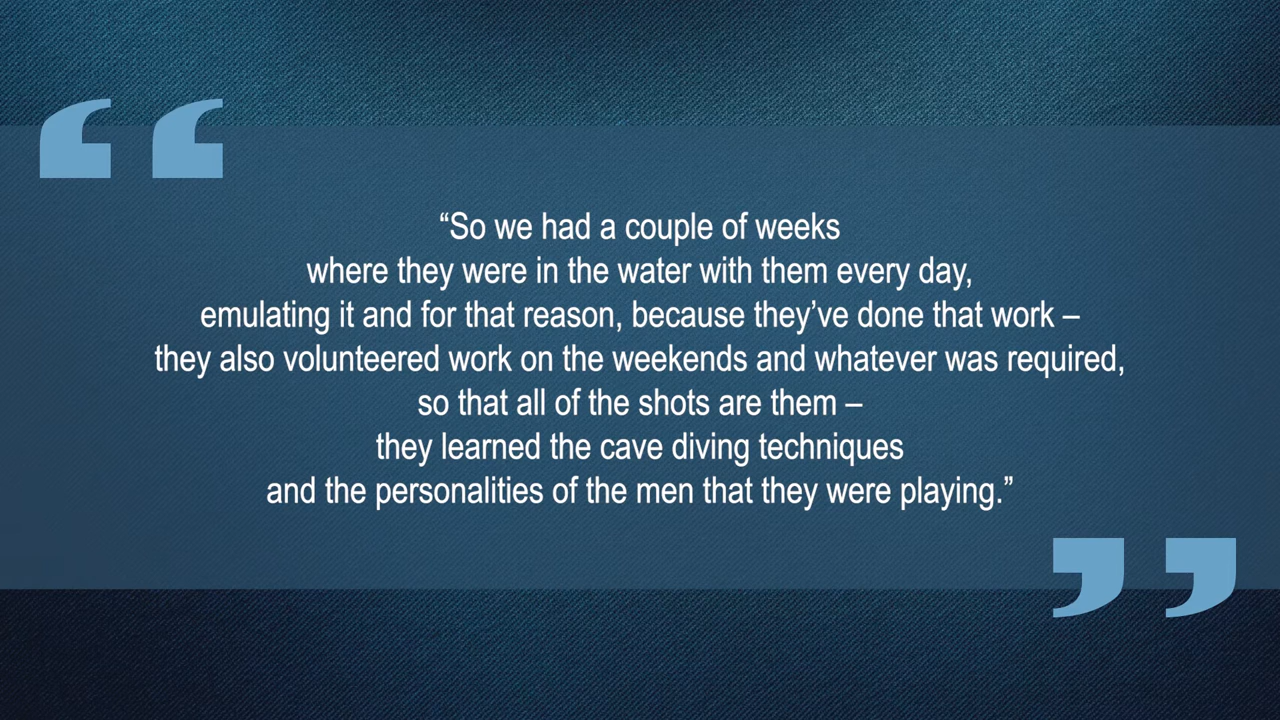 “So we had a couple of weeks
where they were in the water with them every day,
emulating it and for that reason, because they’ve done that work –
they also volunteered work on the weekends and whatever was required,
so that all of the shots are them –
they learned the cave diving techniques
and the personalities of the men that they were playing.”